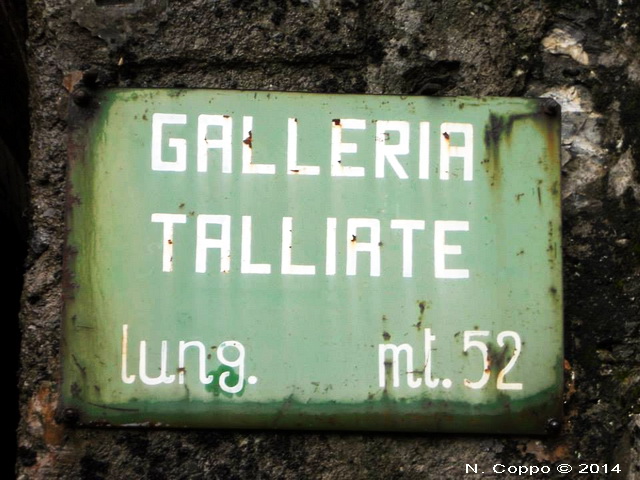 GALLERIA
TALLIATE
lung. mt. 52
N. Coppo © 2014